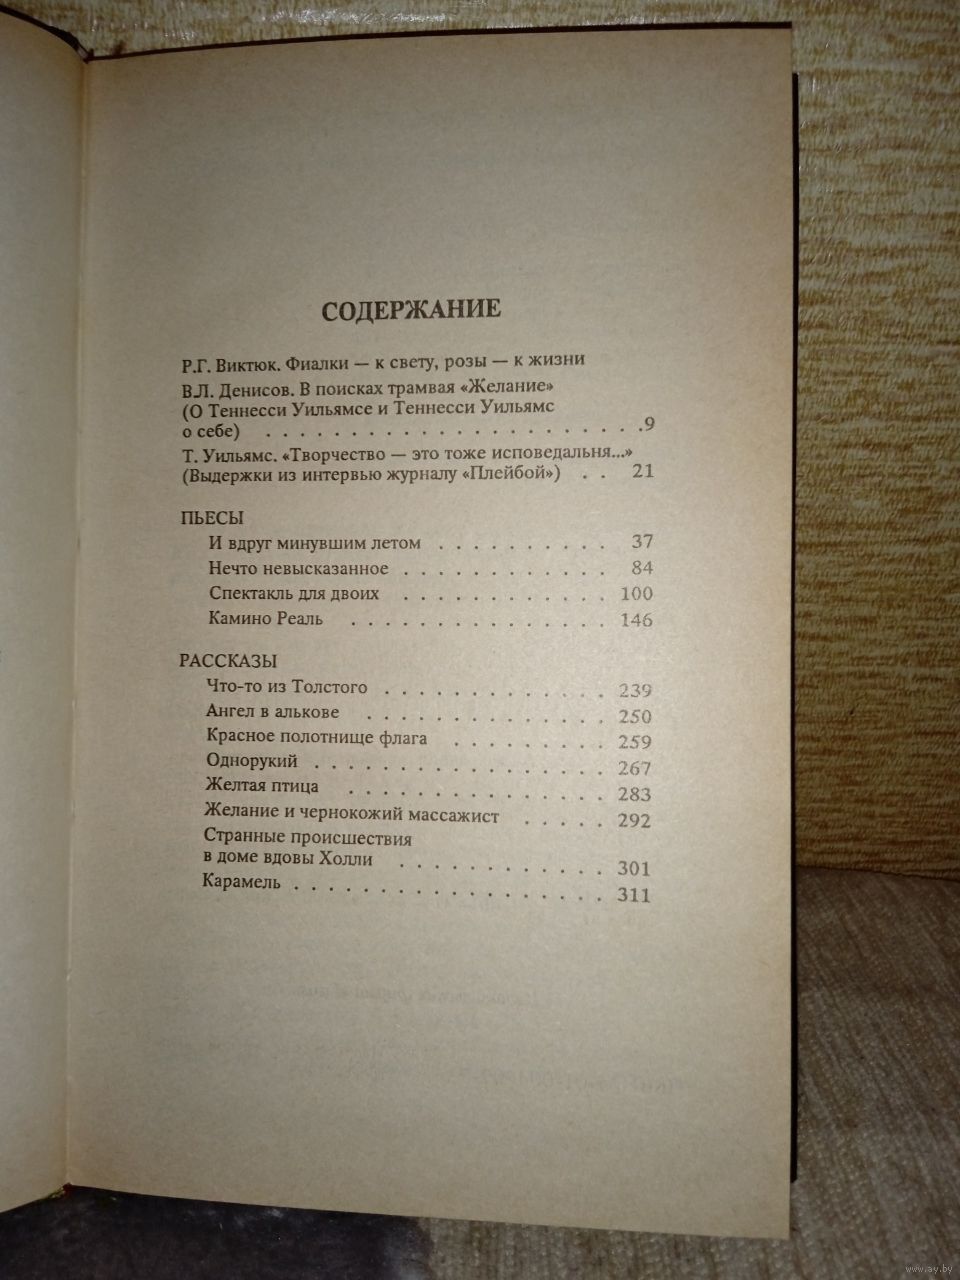 СОДЕРЖАНИЕ
Р.Г. Виктюк. Фиалки — к свету, розы — к жизни
В.Л. Денисов. В поисках трамвая «Желание»
(О Теннесси Уильямсе и Теннесси Уильямс
о себе) . . . . . . . . . . . . . . . . . . . . . . 9
Т. Уильямс. «Творчество — это тоже исповедальня...»
(Выдержки из интервью журналу «Плейбой») . . 21
ПЬЕСЫ
И вдруг минувшим летом . . . . . . . . . . 37
Нечто невысказанное . . . . . . . . . . . . 84
Спектакль для двоих . . . . . . . . . . . . 100
Камино Реаль . . . . . . . . . . . . . . . 146
РАССКАЗЫ
Что-то из Толстого . . . . . . . . . . . . . 239
Ангел в алькове . . . . . . . . . . . . . . 250
Красное полотнище флага . . . . . . . . . 259
Однорукий . . . . . . . . . . . . . . . . . 267
Желтая птица . . . . . . . . . . . . . . . 283
Желание и чернокожий массажист . . . . . 292
Странные происшествия
в доме вдовы Холли . . . . . . . . . . . . 301
Карамель . . . . . . . . . . . . . . . . . . 311
www.ay.by